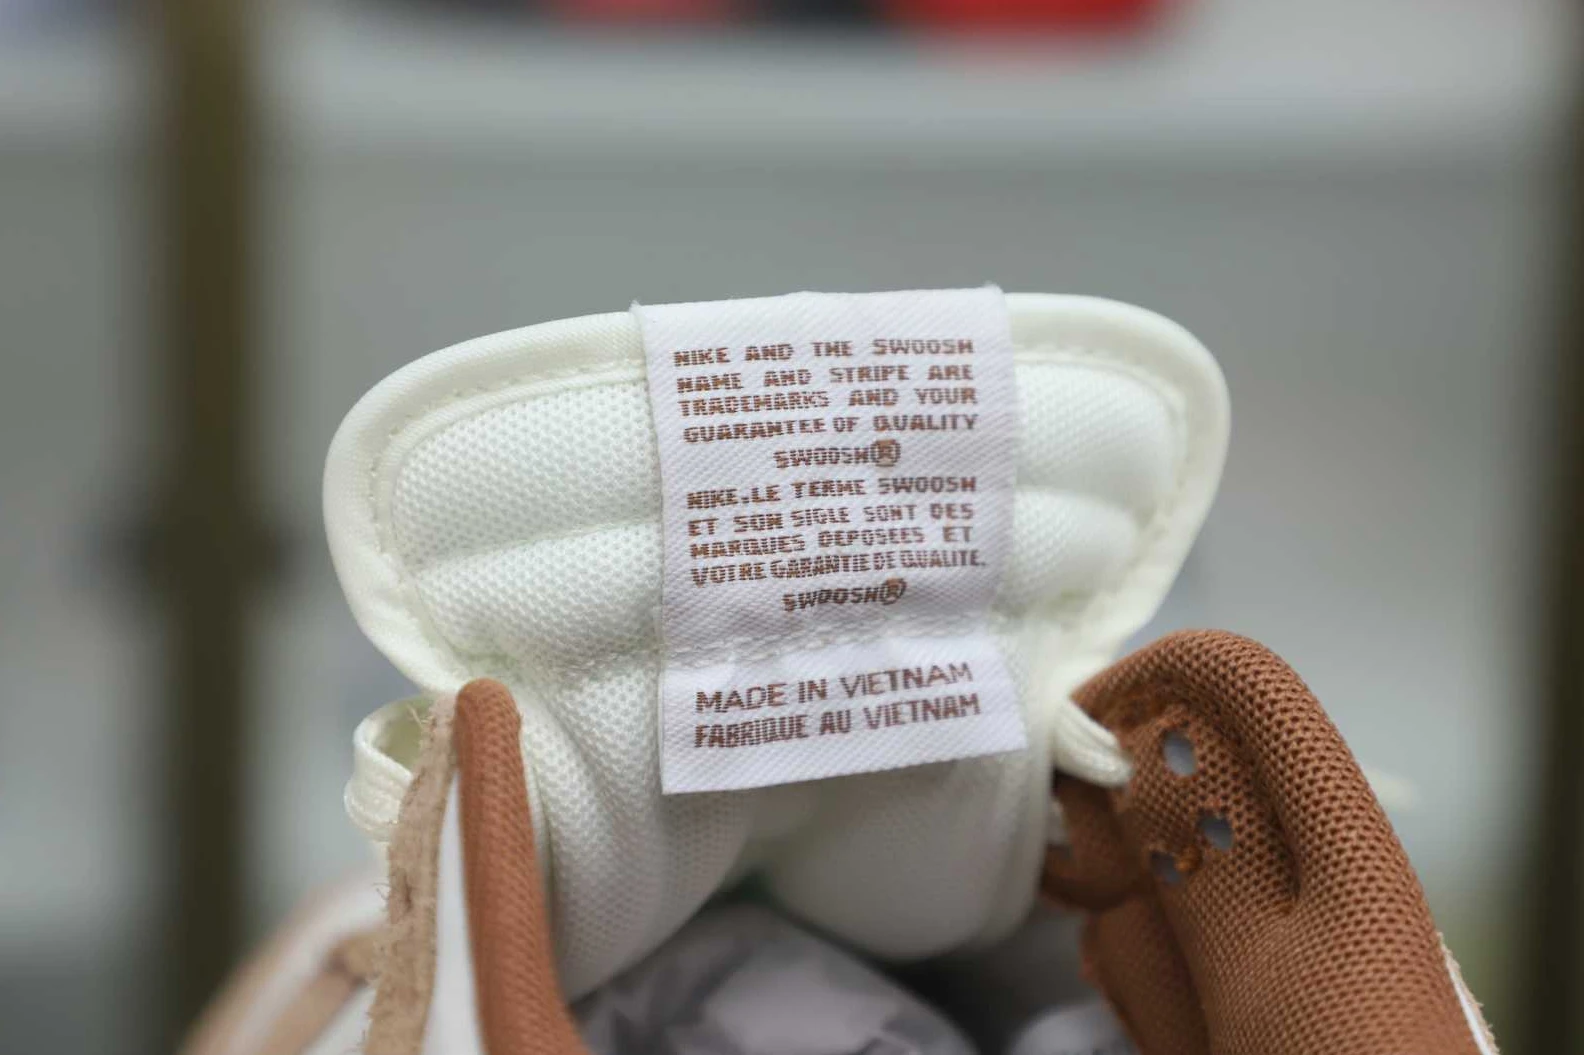 NIKE AND THE SWOOSH
NAME AND STRIPE ARE
TRADEMARKS AND YOUR
GUARANTEE OF QUALITY
SWOOSH®
NIKE.LE TERME SWOOSH
ET SON SIGLE SONT DES
MARQUES DEPOSEES ET
VOTRE GARANTIE DE QUALITE.
SWOOSH®
MADE IN VIETNAM
FABRIQUE AU VIETNAM